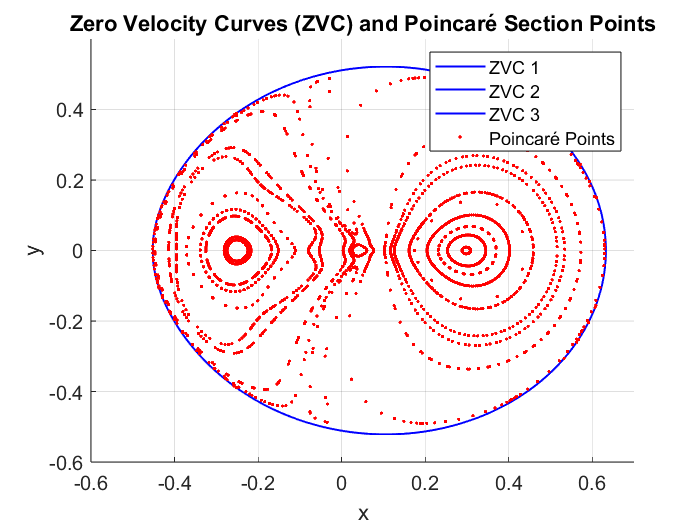 Zero Velocity Curves (ZVC) and Poincaré Section Points
ZVC 1
ZVC 2
ZVC 3
Poincaré Points
0.4
0.2
0
-0.2
-0.4
-0.6
y
-0.6 -0.4 -0.2 0 0.2 0.4 0.6
x